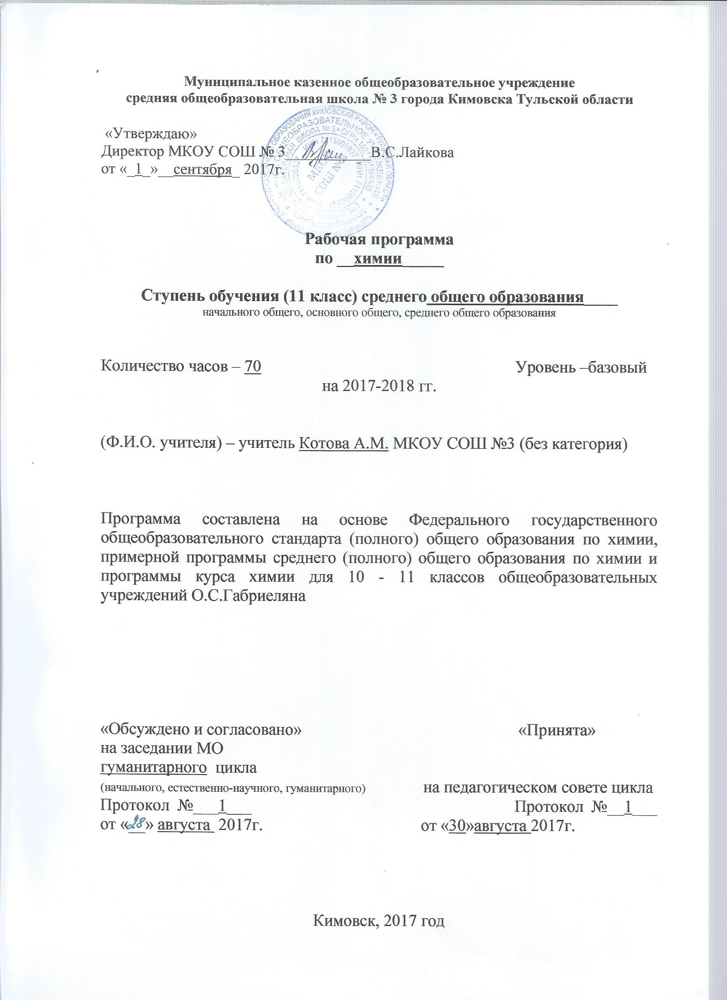 Муниципальное казенное общеобразовательное учреждение
средняя общеобразовательная школа № 3 города Кимовска Тульской области
«Утверждаю»
Директор МКОУ СОШ № 3____________В.С.Лайкова
от «_1_»__сентября_ 2017г.
МКОУ
СОШ №3
Рабочая программа
по __химии_____
Ступень обучения (11 класс) среднего общего образования____
начального общего, основного общего, среднего общего образования
Количество часов – 70 Уровень –базовый
на 2017-2018 гг.
(Ф.И.О. учителя) – учитель Котова А.М. МКОУ СОШ №3 (без категория)
Программа составлена на основе Федерального государственного
общеобразовательного стандарта (полного) общего образования по химии,
примерной программы среднего (полного) общего образования по химии и
программы курса химии для 10 - 11 классов общеобразовательных
учреждений О.С.Габриеляна
«Обсуждено и согласовано» «Принята»
на заседании МО
гуманитарного цикла
(начального, естественно-научного, гуманитарного) на педагогическом совете цикла
Протокол №___1___ Протокол №__1___
от «28» августа_ 2017г. от «30»августа 2017г.
Кимовск, 2017 год